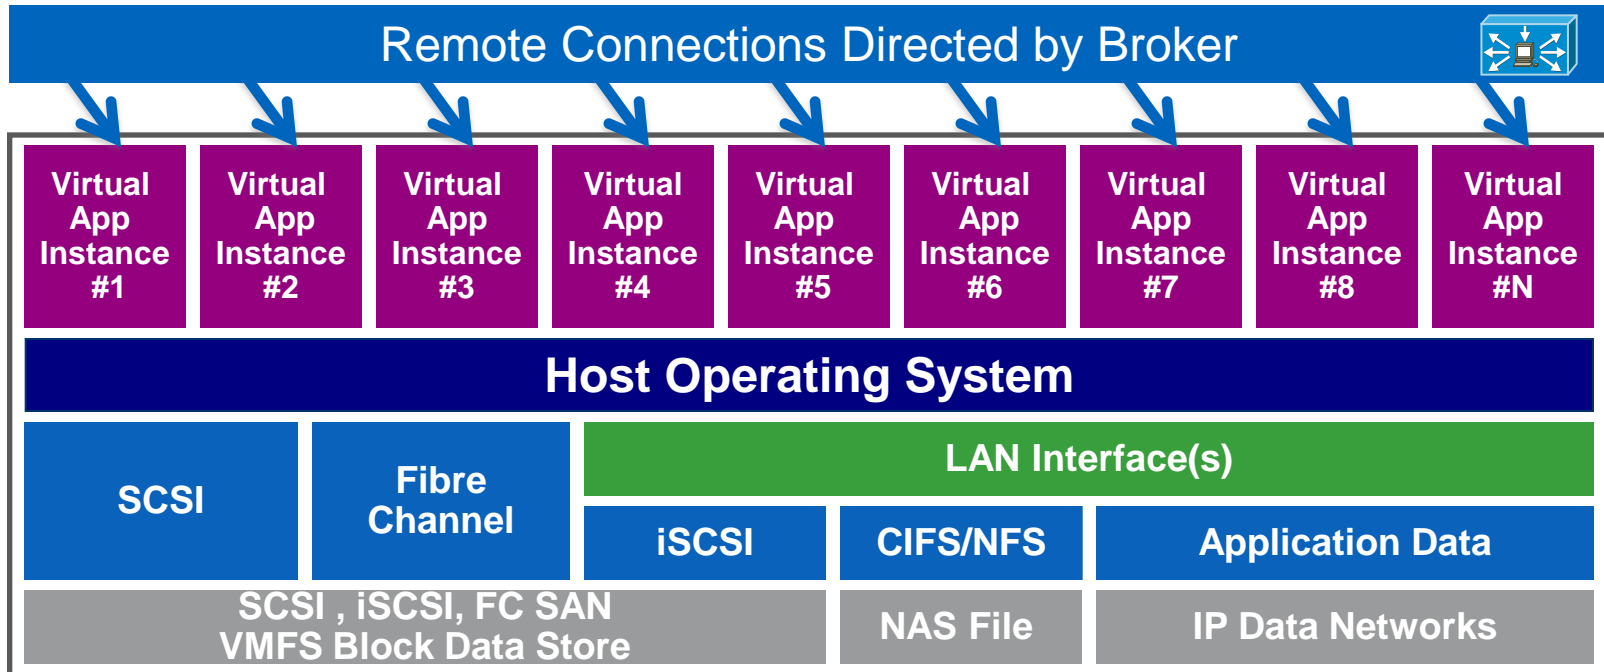 Remote Connections Directed by Broker
Virtual
App
Instance
#1
Virtual
App
Instance
#2
Virtual
App
Instance
#3
Virtual
App
Instance
#4
Virtual
App
Instance
#5
Virtual
App
Instance
#6
Virtual
App
Instance
#7
Virtual
App
Instance
#8
Virtual
App
Instance
#N
Host Operating System
SCSI
Fibre
Channel
LAN Interface(s)
iSCSI
CIFS/NFS
Application Data
SCSI , iSCSI, FC SAN
VMFS Block Data Store
NAS File
IP Data Networks